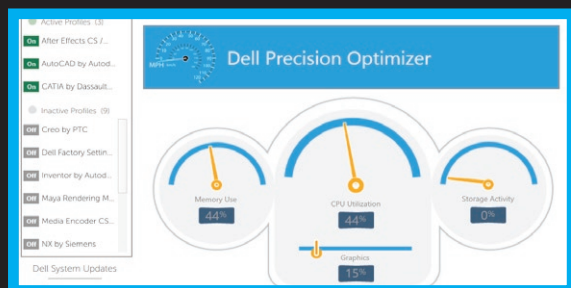 Active Profiles (3)
On After Effects CS /...
On AutoCAD by Autod...
On CATIA by Dassault...
Inactive Profiles (9)
Off Creo by PTC
Off Dell Factory Settin...
Off Inventor by Autod...
Off Maya Rendering M...
Off Media Encoder CS...
Off NX by Siemens
Dell System Updates
MPH
Dell Precision Optimizer
Memory Use
44%
CPU Utilization
44%
Storage Activity
0%
Graphics
15%